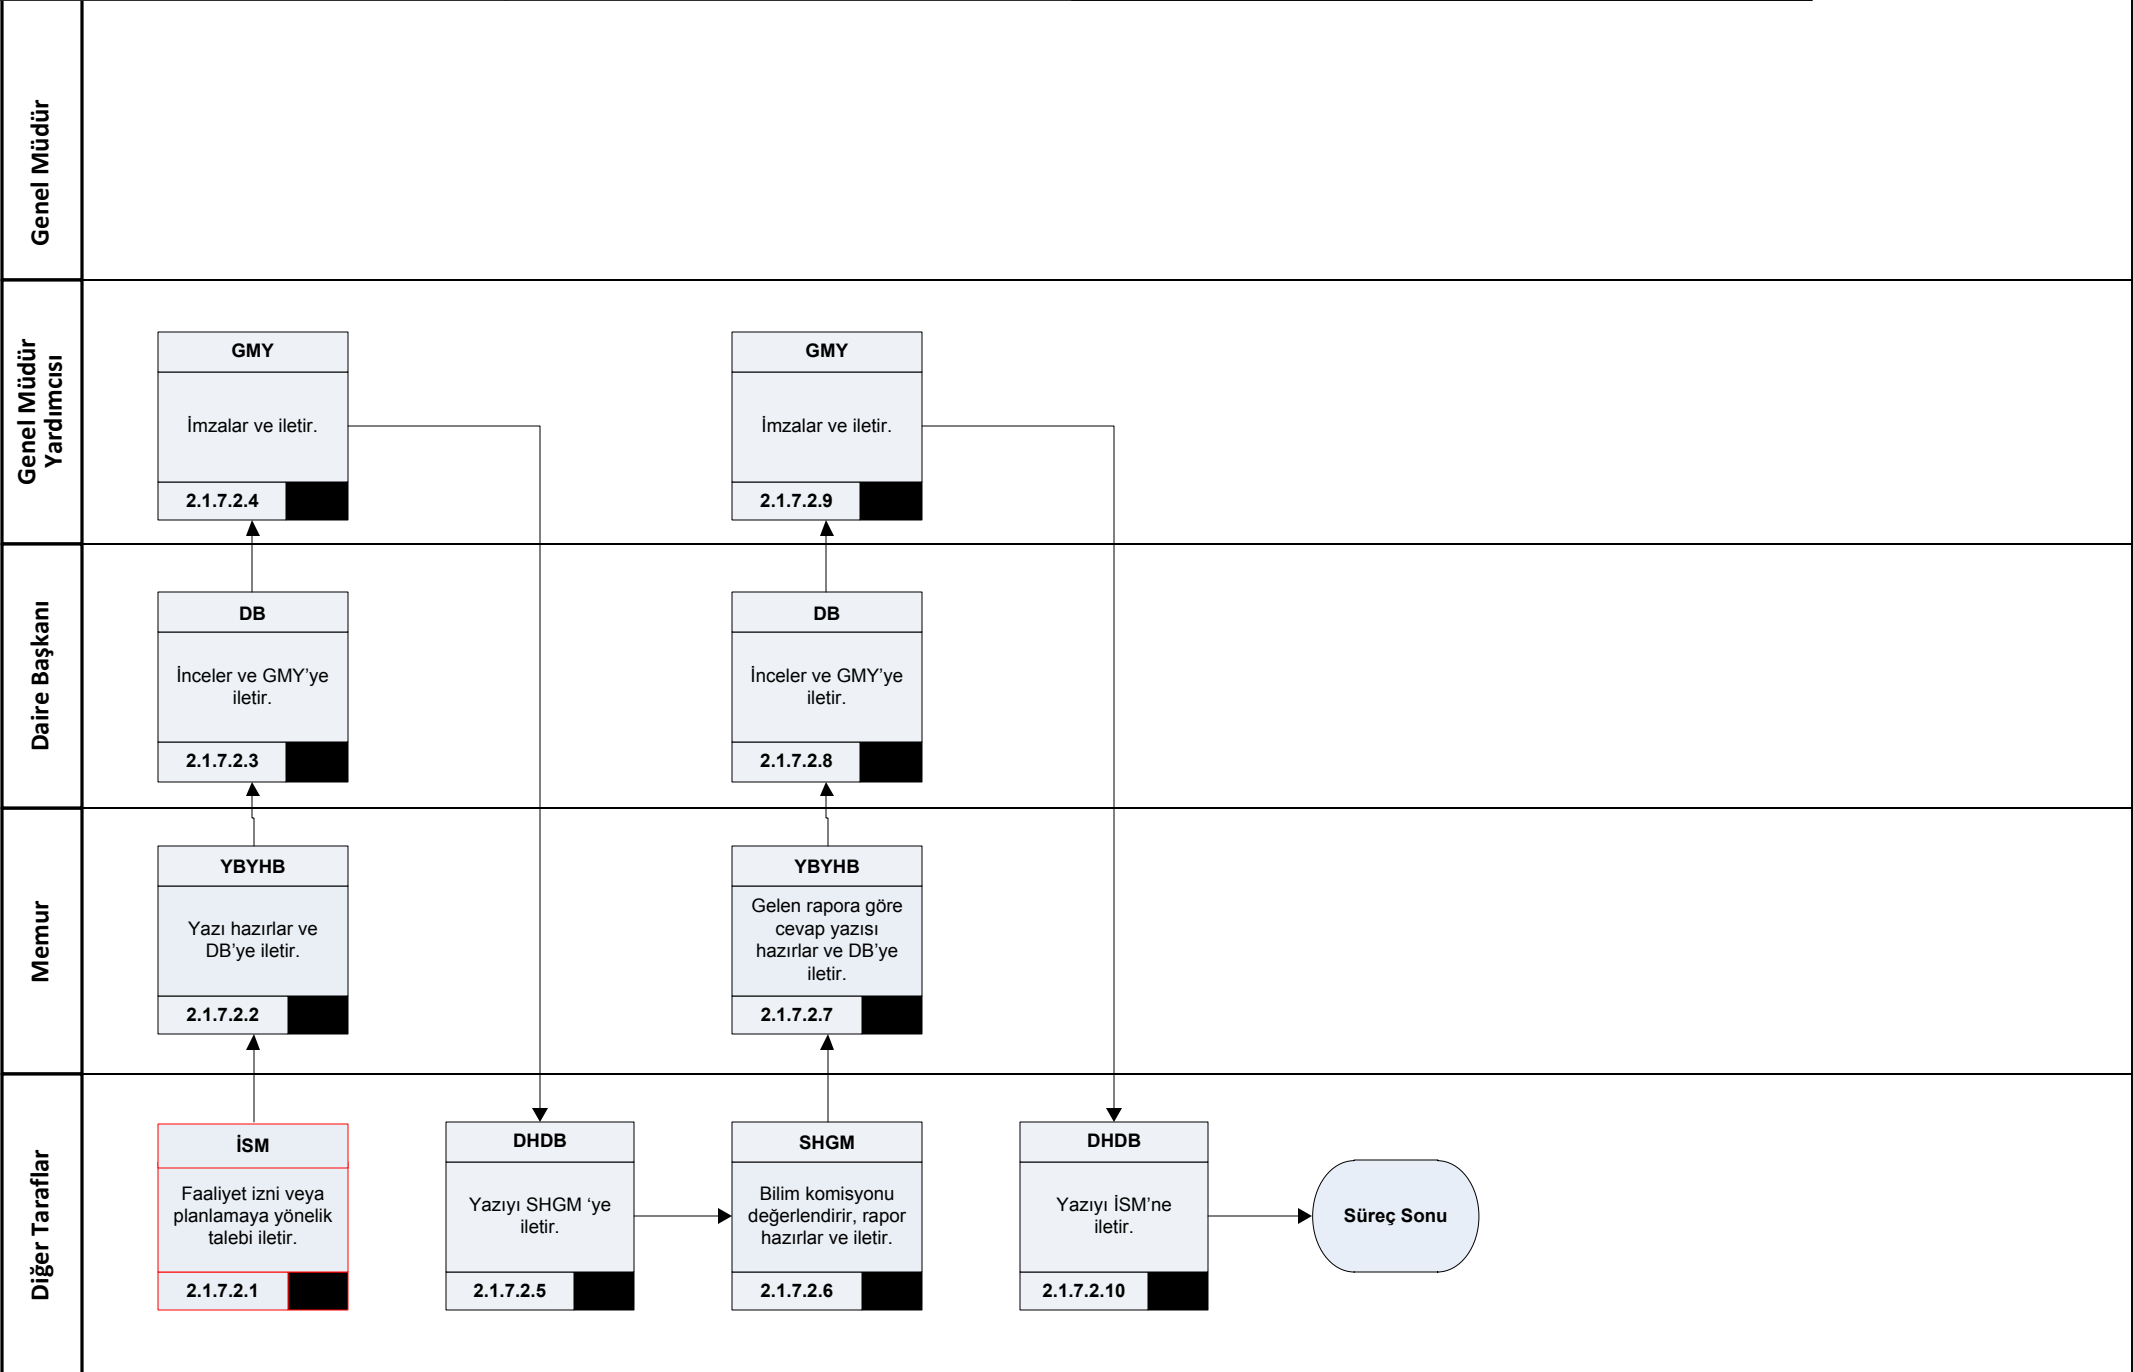 Genel Müdür
Genel Müdür
Yardımcısı
GMY
İmzalar ve iletir.
2.1.7.2.4
GMY
İmzalar ve iletir.
2.1.7.2.9
Daire Başkanı
DB
İnceler ve GMY’ye
iletir.
2.1.7.2.3
DB
İnceler ve GMY’ye
iletir.
2.1.7.2.8
Memur
YBYHB
Yazı hazırlar ve
DB’ye iletir.
2.1.7.2.2
YBYHB
Gelen rapora göre
cevap yazısı
hazırlar ve DB’ye
iletir.
2.1.7.2.7
Diğer Taraflar
İSM
Faaliyet izni veya
planlamaya yönelik
talebi iletir.
2.1.7.2.1
DHDB
Yazıyı SHGM ‘ye
iletir.
2.1.7.2.5
SHGM
Bilim komisyonu
değerlendirir, rapor
hazırlar ve iletir.
2.1.7.2.6
DHDB
Yazıyı İSM’ne
iletir.
2.1.7.2.10
Süreç Sonu